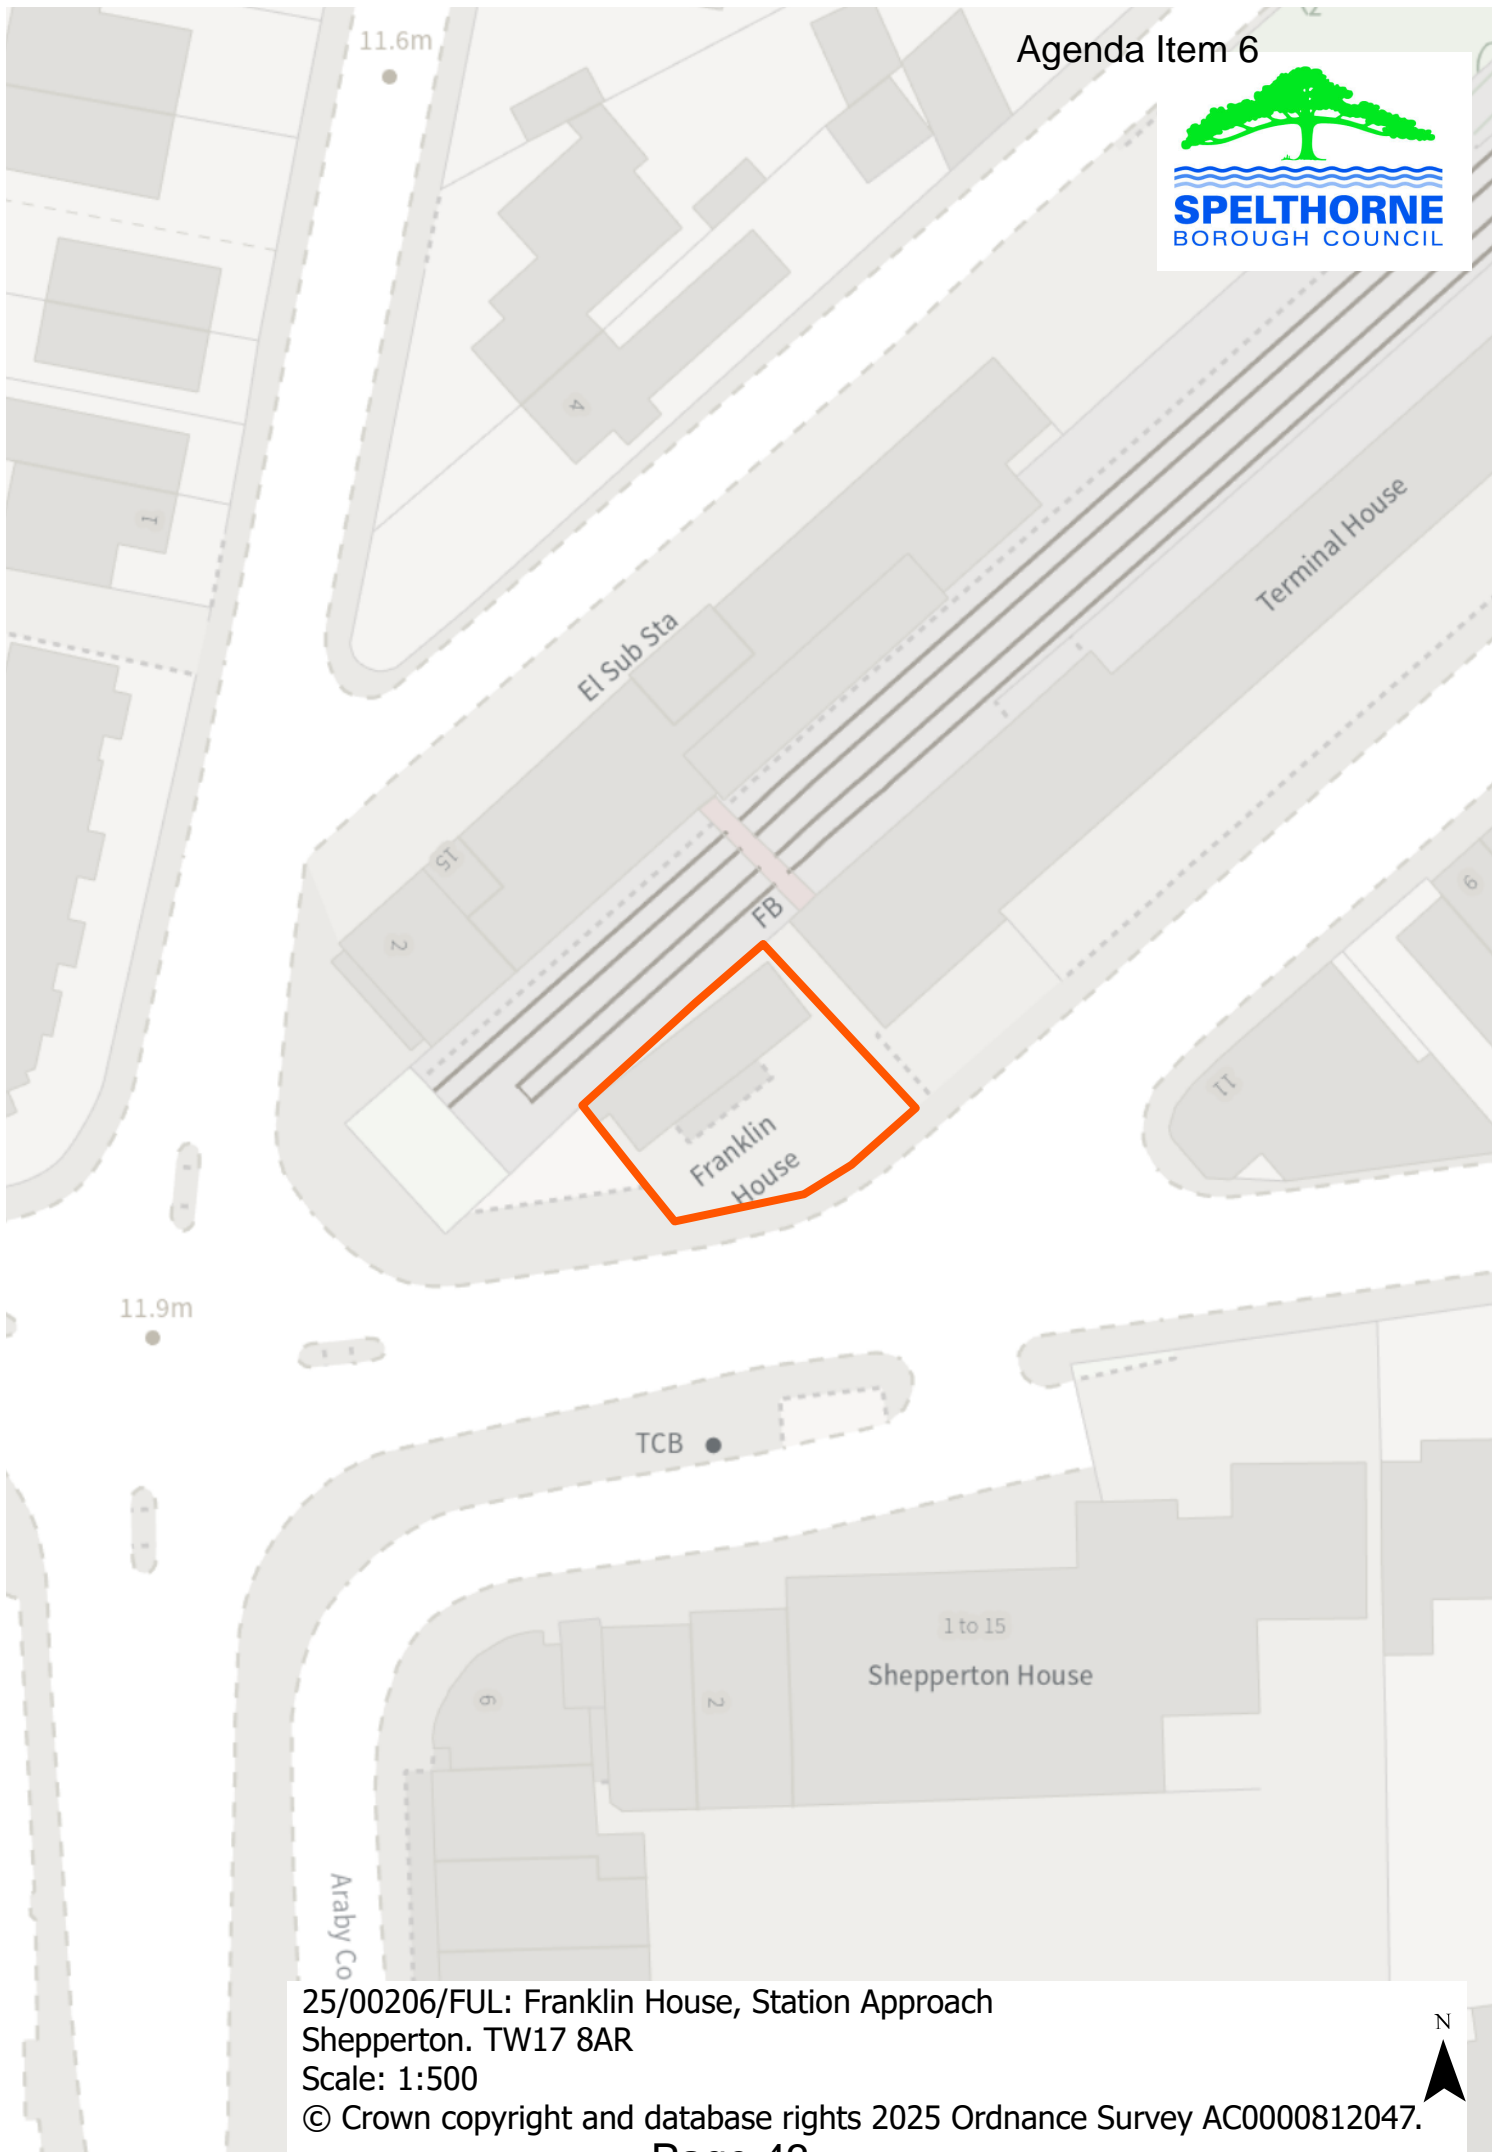 11.6m
Agenda Item 6
SPELTHORNE
BOROUGH COUNCIL
4
1
Terminal House
El Sub Sta
15
2
FB
9
11
Franklin
House
11.9m
TCB
1 to 15
Shepperton House
6
2
Araby Co
25/00206/FUL: Franklin House, Station Approach
Shepperton. TW17 8AR
Scale: 1:500
© Crown copyright and database rights 2025 Ordnance Survey AC0000812047.
N